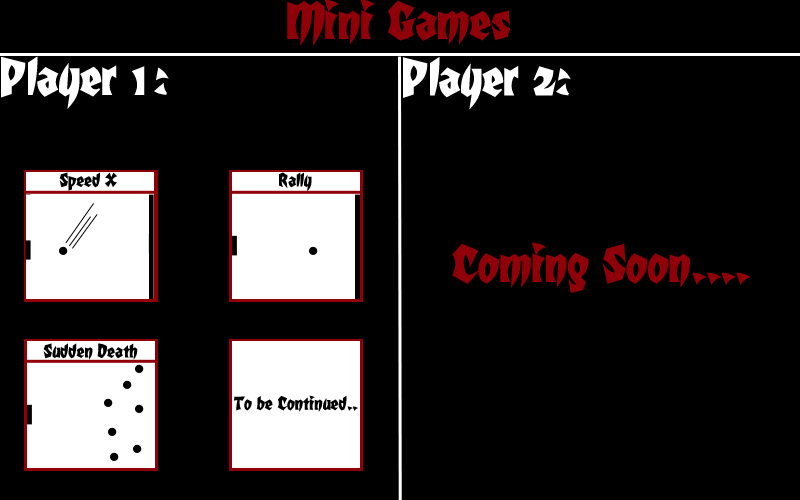 Mini Games
Player 1:
Player 2:
Speed X
Rally
Coming Soon....
Sudden Death
To be Continued..